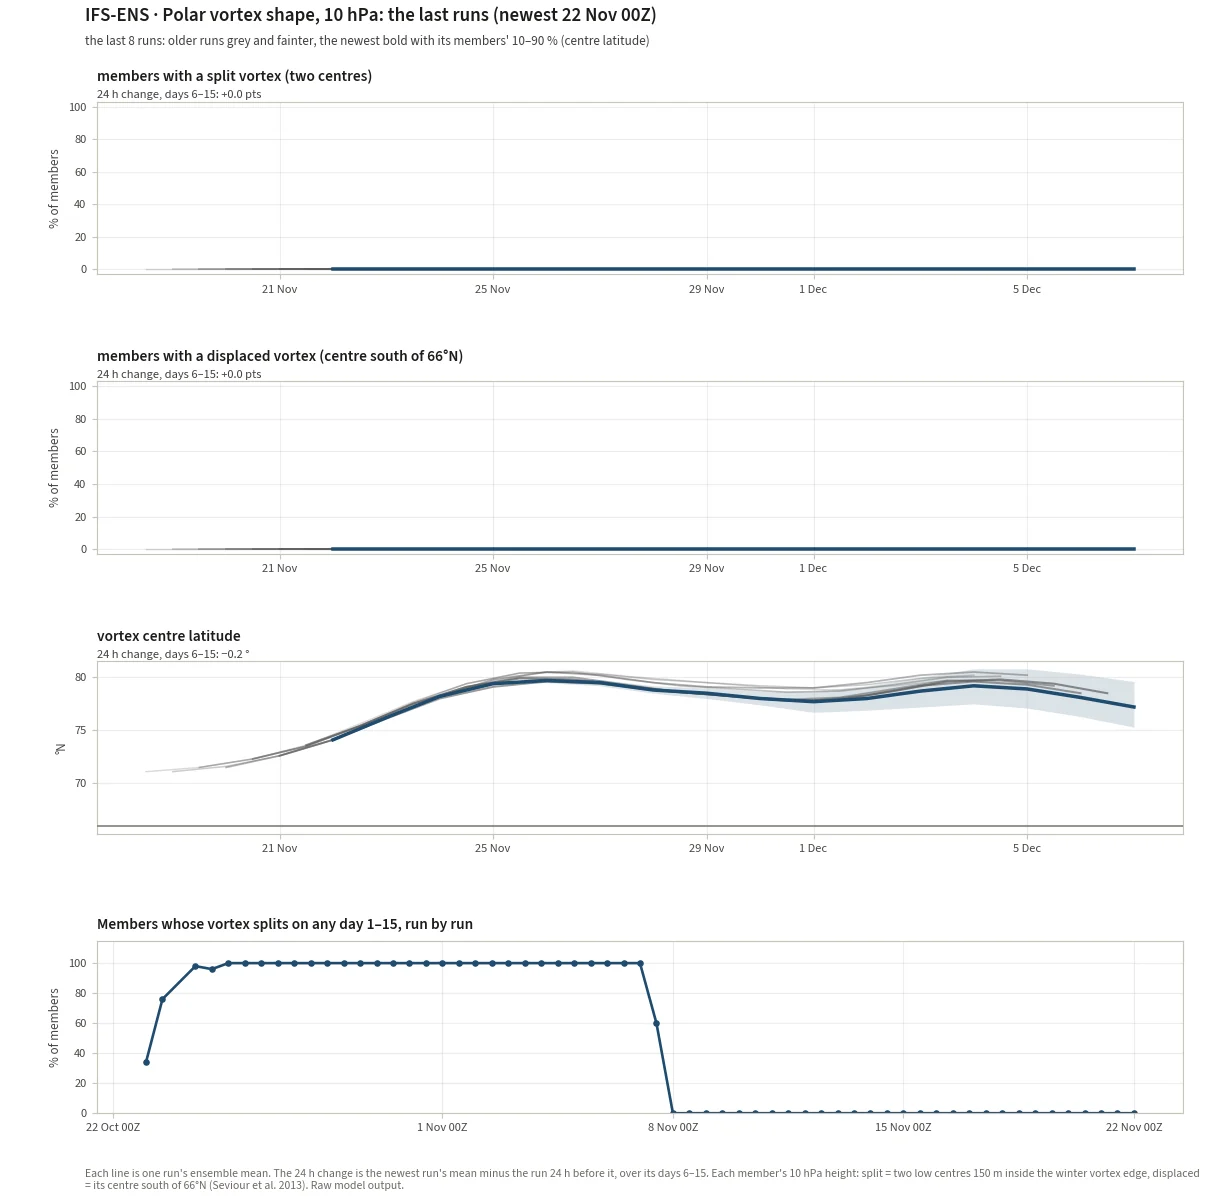 IFS-ENS · Polar vortex shape, 10 hPa: the last runs (newest 22 Nov 00Z)
the last 8 runs: older runs grey and fainter, the newest bold with its members' 10–90 % (centre latitude)
members with a split vortex (two centres)
24 h change, days 6–15: +0.0 pts
100
80
60
40
20
0
% of members
21 Nov
25 Nov
29 Nov
1 Dec
5 Dec
members with a displaced vortex (centre south of 66°N)
24 h change, days 6–15: +0.0 pts
100
80
60
40
20
0
% of members
21 Nov
25 Nov
29 Nov
1 Dec
5 Dec
vortex centre latitude
24 h change, days 6–15: −0.2 °
80
75
70
°N
21 Nov
25 Nov
29 Nov
1 Dec
5 Dec
Members whose vortex splits on any day 1–15, run by run
100
80
60
40
20
0
% of members
22 Oct 00Z
1 Nov 00Z
8 Nov 00Z
15 Nov 00Z
22 Nov 00Z
Each line is one run's ensemble mean. The 24 h change is the newest run's mean minus the run 24 h before it, over its days 6–15. Each member's 10 hPa height: split = two low centres 150 m inside the winter vortex edge, displaced
= its centre south of 66°N (Seviour et al. 2013). Raw model output.